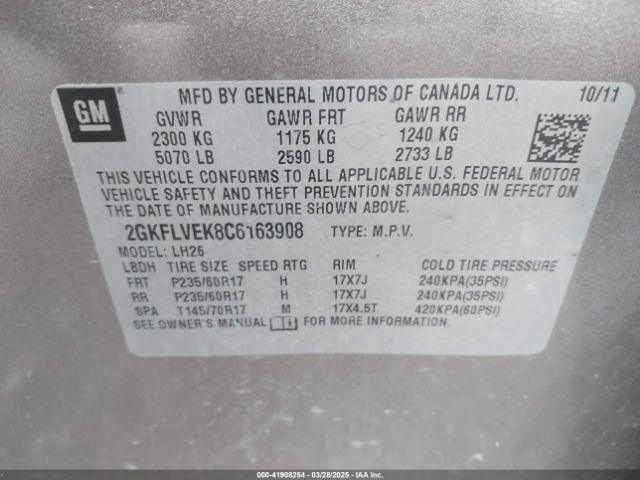 GM ®
MFD BY GENERAL MOTORS OF CANADA LTD. 10/11
GVWR GAWR FRT GAWR RR
2300 KG 1175 KG 1240 KG
5070 LB 2590 LB 2733 LB
THIS VEHICLE CONFORMS TO ALL APPLICABLE U.S. FEDERAL MOTOR
VEHICLE SAFETY AND THEFT PREVENTION STANDARDS IN EFFECT ON
THE DATE OF MANUFACTURE SHOWN ABOVE.
2GKFLVEK8C6163908 TYPE: M.P.V.
MODEL: LH26
LBDH TIRE SIZE SPEED RTG RIM COLD TIRE PRESSURE
FRT P235/60R17 H 17X7J 240KPA(35PSI)
RR P235/60R17 H 17X7J 240KPA(35PSI)
SPA T145/70R17 M 17X4.5T 420KPA(60PSI)
SEE OWNER'S MANUAL FOR MORE INFORMATION.
000-41908254 | 03/28/2025 - IAAI.COM